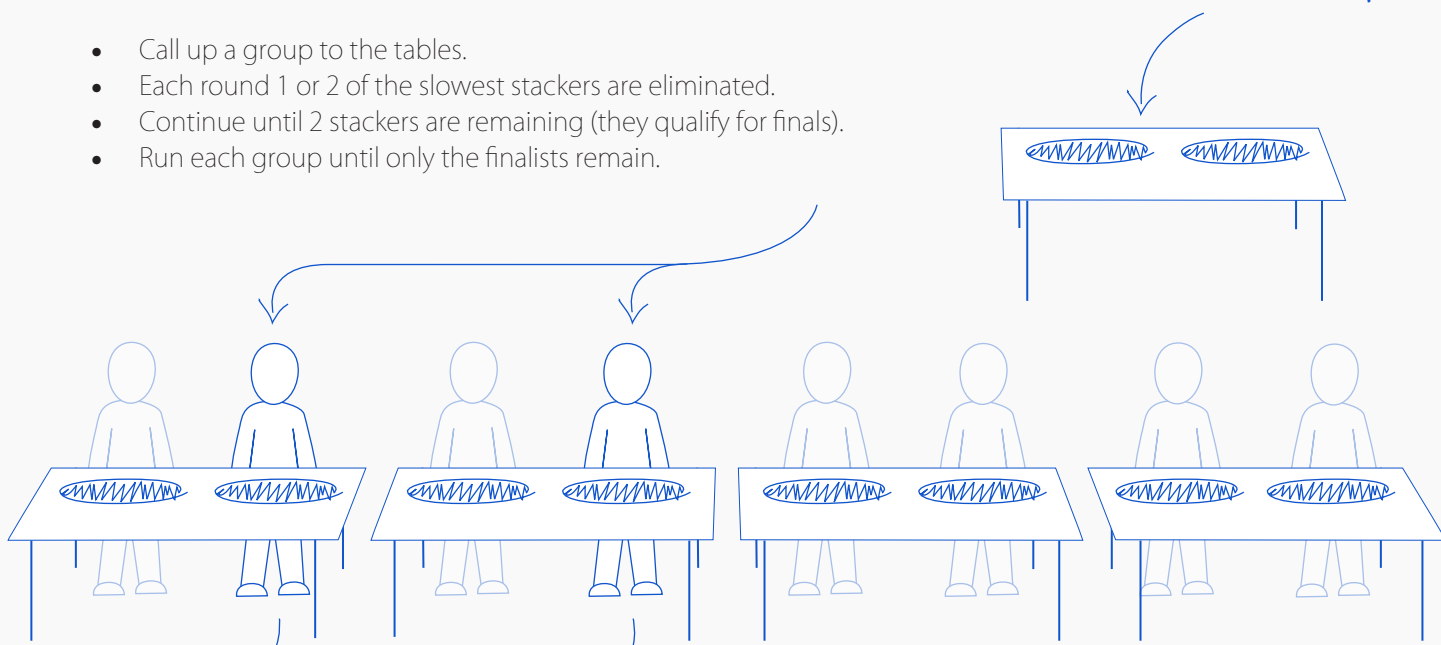 • Call up a group to the tables.
• Each round 1 or 2 of the slowest stackers are eliminated.
• Continue until 2 stackers are remaining (they qualify for finals).
• Run each group until only the finalists remain.